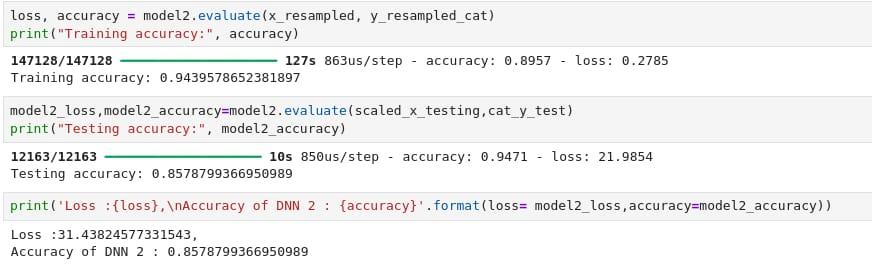 loss, accuracy = model2.evaluate(x_resampled, y_resampled_cat)
print("Training accuracy:", accuracy)
147128/147128 ━━━━━━━━━━━━━━━━━━━━ 127s 863us/step - accuracy: 0.8957 - loss: 0.2785
Training accuracy: 0.9439578652381897
model2_loss,model2_accuracy=model2.evaluate(scaled_x_testing,cat_y_test)
print("Testing accuracy:", model2_accuracy)
12163/12163 ━━━━━━━━━━━━━━━━━━━━ 10s 850us/step - accuracy: 0.9471 - loss: 21.9854
Testing accuracy: 0.8578799366950989
print('Loss :{loss},\nAccuracy of DNN 2 : {accuracy}'.format(loss= model2_loss,accuracy=model2_accuracy))
Loss :31.43824577331543,
Accuracy of DNN 2 : 0.8578799366950989